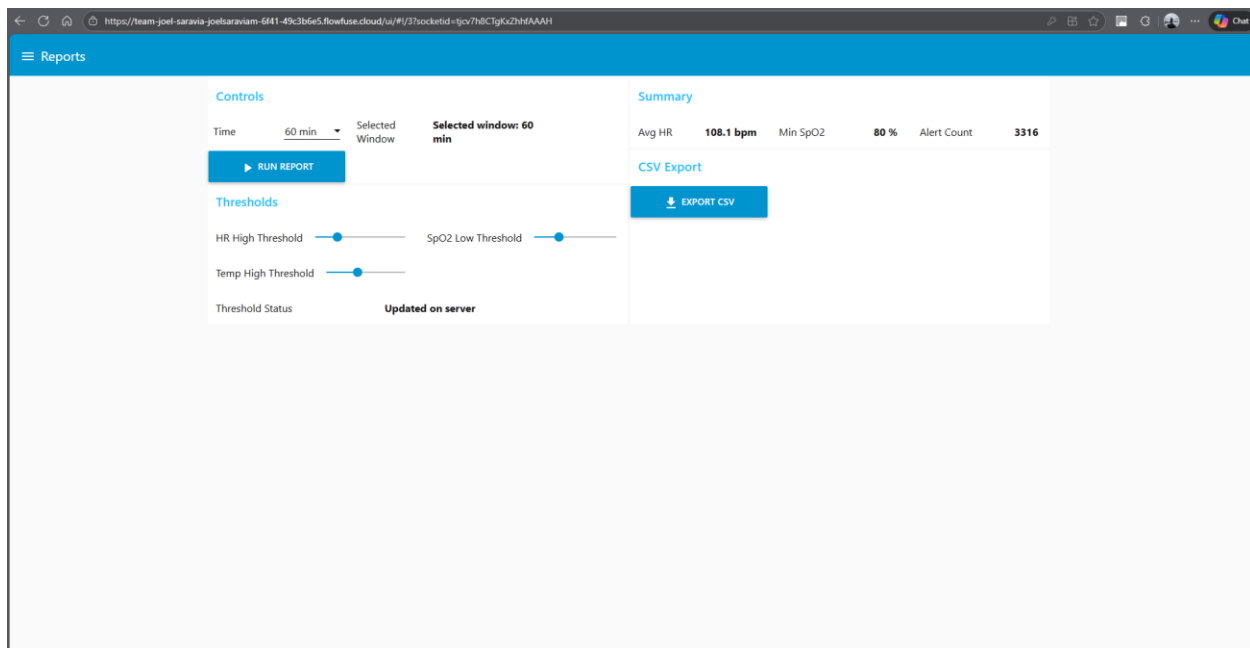 https://team-joel-saravia-joelsaraviam-6f41-49c3b6e5.flowfuse.cloud/ui/#!/3?socketid=tjcv7h8CTgKxZhhfAAAH
Chat
Reports
Controls
Time
60 min
Selected
Window
Selected window: 60
min
RUN REPORT
Thresholds
HR High Threshold
SpO2 Low Threshold
Temp High Threshold
Threshold Status
Updated on server
Summary
Avg HR
108.1 bpm
Min SpO2
80 %
Alert Count
3316
CSV Export
EXPORT CSV